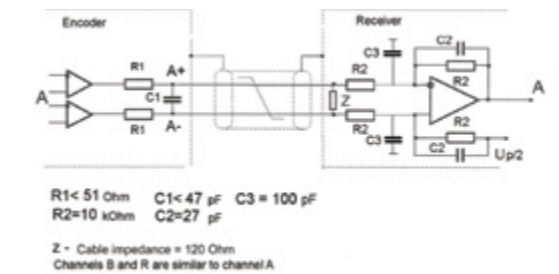 Encoder
Receiver
C2
C3
R1
A+
R2
R2
A
C1
Z
A
R1
A-
R2
C3
R2
C2
Up/2
R1< 51 Ohm C1< 47 pF C3 = 100 pF
R2=10 kOhm C2=27 pF
Z - Cable impedance = 120 Ohm
Channels B and R are similar to channel A